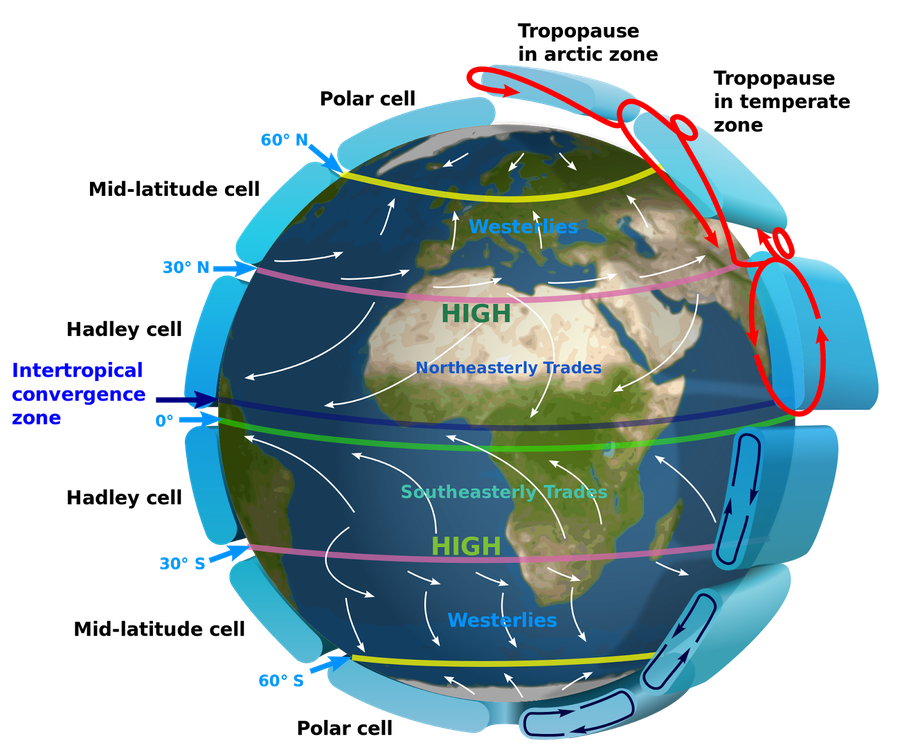 Tropopause
in arctic zone
Tropopause
in temperate
zone
Polar cell
60° N
Mid-latitude cell
Westerlies
30° N
HIGH
Hadley cell
Northeasterly Trades
Intertropical
convergence
zone
0°
Southeasterly Trades
Hadley cell
HIGH
30° S
Westerlies
Mid-latitude cell
60° S
Polar cell